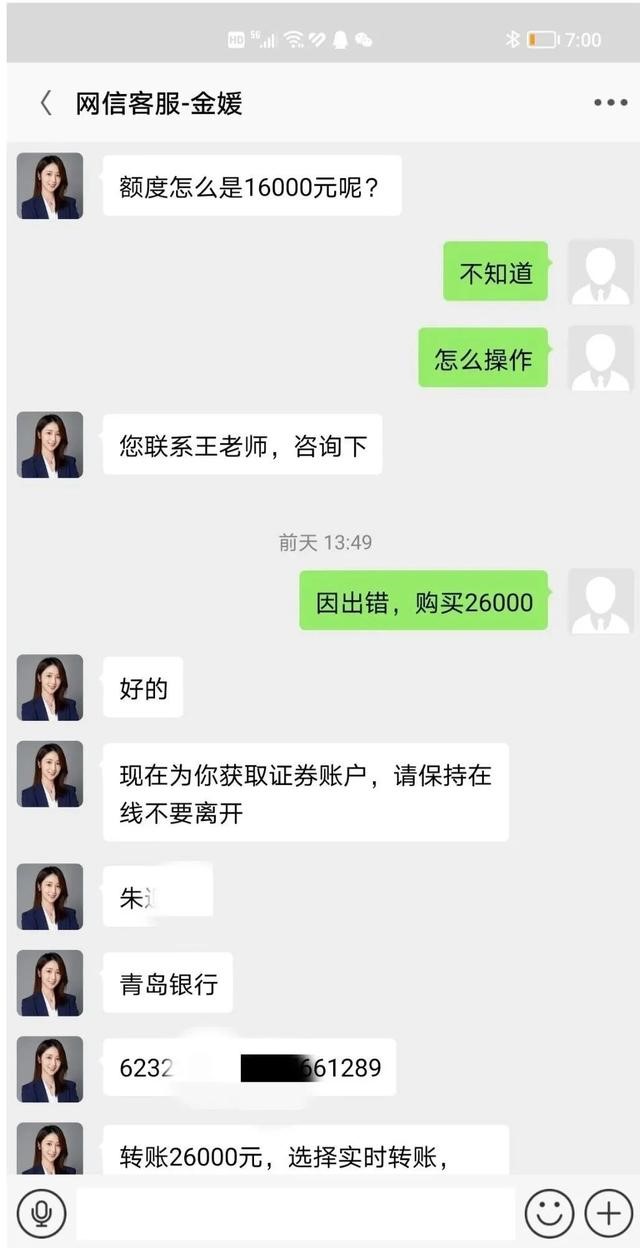 HD 5G 7:00
网信客服-金媛
额度怎么是16000元呢？
不知道
怎么操作
您联系王老师，咨询下
前天 13:49
因出错，购买26000
好的
现在为你获取证券账户，请保持在
线不要离开
朱
青岛银行
6232 661289
转账26000元，选择实时转账，